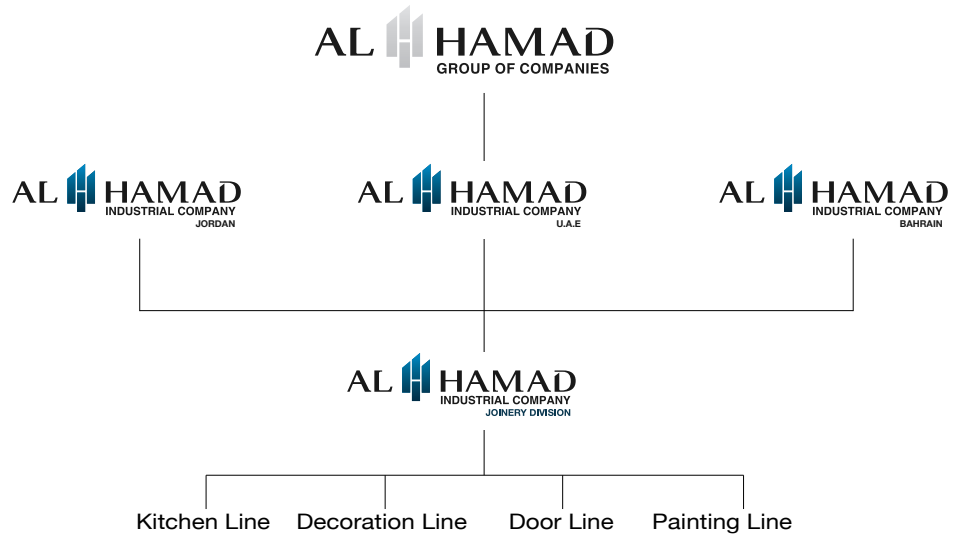 AL HAMAD
GROUP OF COMPANIES
AL HAMAD
INDUSTRIAL COMPANY
JORDAN
AL HAMAD
INDUSTRIAL COMPANY
U.A.E
AL HAMAD
INDUSTRIAL COMPANY
BAHRAIN
AL HAMAD
INDUSTRIAL COMPANY
JOINERY DIVISION
Kitchen Line Decoration Line Door Line Painting Line